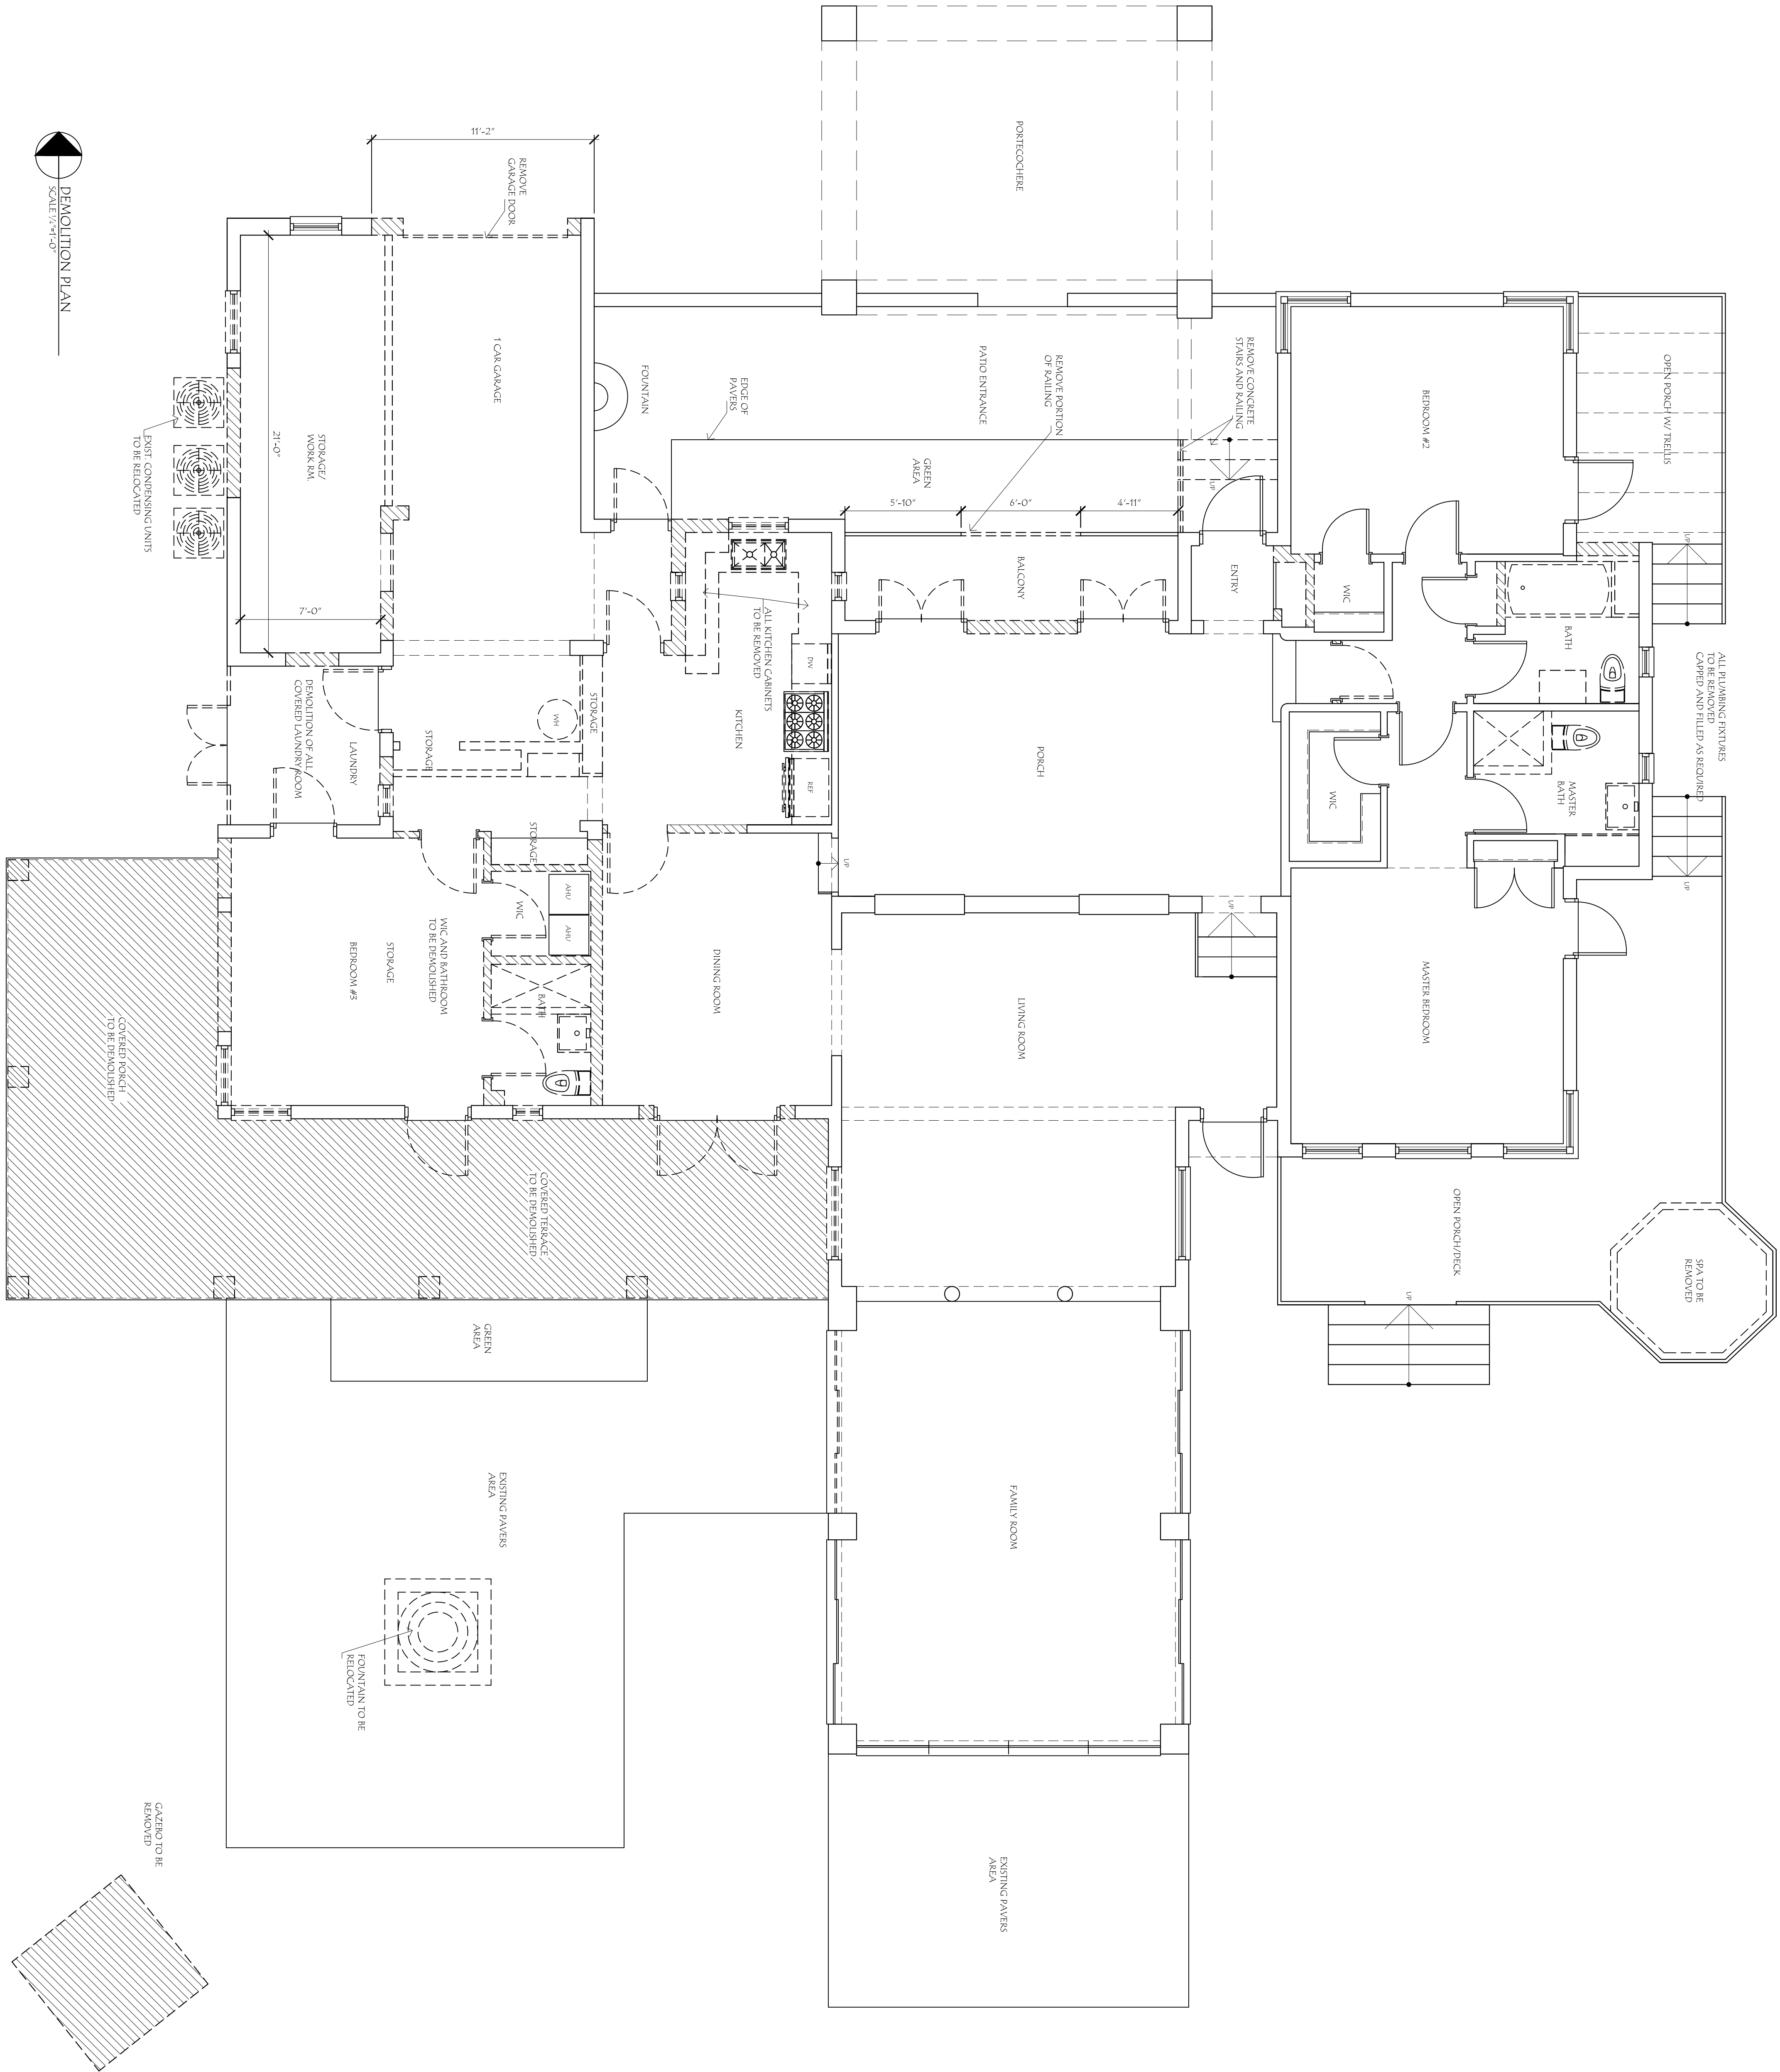 PORTECOCHERE
11'-2"
REMOVE
GARAGE DOOR
DEMOLITION PLAN
SCALE 1/4"=1'-0"
OPEN PORCH W/ TRELLIS
BEDROOM #2
REMOVE CONCRETE
STAIRS AND RAILING
REMOVE PORTION
OF RAILING
PATIO ENTRANCE
EDGE OF
PAVERS
FOUNTAIN
1 CAR GARAGE
STORAGE/
WORK RM.
21'-0"
7'-0"
EXIST. CONDENSING UNITS
TO BE RELOCATED
GREEN
AREA
5'-10"
6'-0"
4'-11"
UP
UP
BALCONY
ENTRY
WIC
BATH
ALL PLUMBING FIXTURES
TO BE REMOVED
CAPPED AND FILLED AS REQUIRED
ALL KITCHEN CABINETS
TO BE REMOVED
DW
KITCHEN
REF
STORAGE
WH
STORAGE
LAUNDRY
DEMOLITION OF ALL
COVERED LAUNDRY ROOM
PORCH
WIC
MASTER
BATH
UP
UP
UP
STORAGE
AHU
AHU
WIC
WIC AND BATHROOM
TO BE DEMOLISHED
STORAGE
BEDROOM #3
BATH
DINING ROOM
LIVING ROOM
MASTER BEDROOM
COVERED PORCH
TO BE DEMOLISHED
COVERED TERRACE
TO BE DEMOLISHED
OPEN PORCH/DECK
SPA TO BE
REMOVED
UP
GREEN
AREA
EXISTING PAVERS
AREA
FAMILY ROOM
FOUNTAIN TO BE
RELOCATED
GAZEBO TO BE
REMOVED
EXISTING PAVERS
AREA